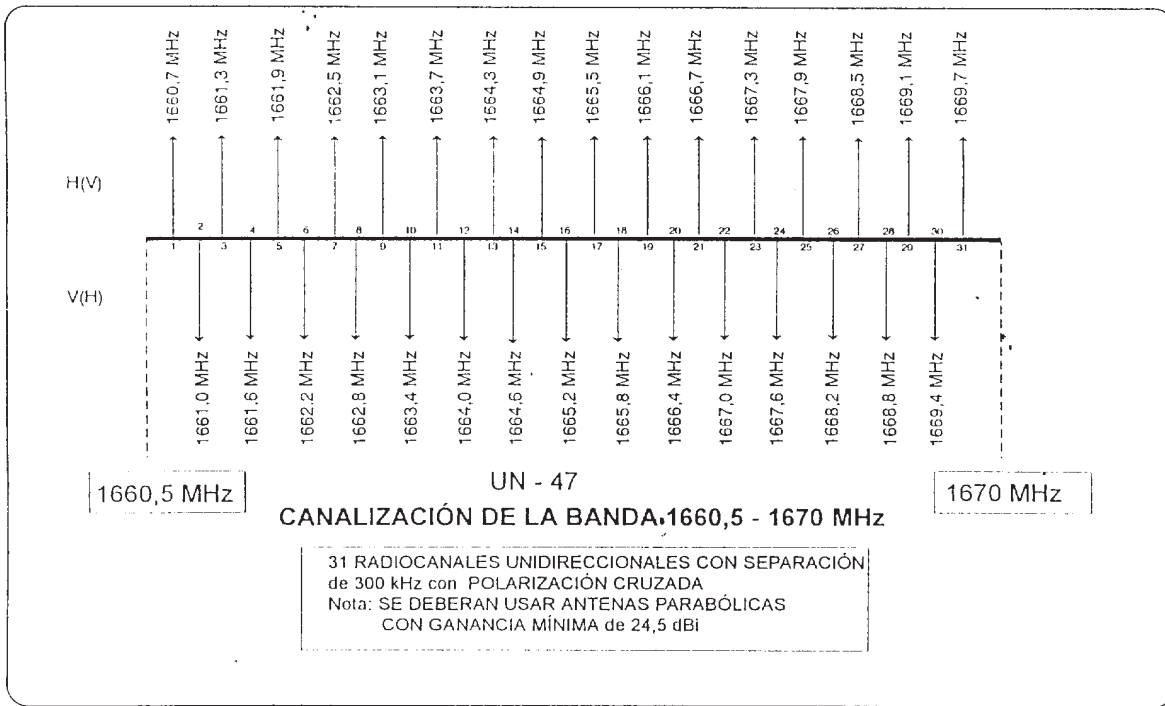 1660,7 MHz
1661,3 MHz
1661,9 MHz
1662,5 MHz
1663,1 MHz
1663,7 MHz
1664,3 MHz
1664,9 MHz
1665,5 MHz
1666,1 MHz
1666,7 MHz
1667,3 MHz
1667,9 MHz
1668,5 MHz
1669,1 MHz
1669,7 MHz
H(V)
2 4 6 8 10 12 14 16 18 20 22 24 26 28 30
1 3 5 7 9 11 13 15 17 19 21 23 25 27 29 31
V(H)
1661,0 MHz
1661,6 MHz
1662,2 MHz
1662,8 MHz
1663,4 MHz
1664,0 MHz
1664,6 MHz
1665,2 MHz
1665,8 MHz
1666,4 MHz
1667,0 MHz
1667,6 MHz
1668,2 MHz
1668,8 MHz
1669,4 MHz
1660,5 MHz
UN - 47
1670 MHz
CANALIZACIÓN DE LA BANDA 1660,5 - 1670 MHz
31 RADIOCANALES UNIDIRECCIONALES CON SEPARACIÓN
de 300 kHz con POLARIZACIÓN CRUZADA
Nota: SE DEBERAN USAR ANTENAS PARABÓLICAS
CON GANANCIA MÍNIMA de 24,5 dBi